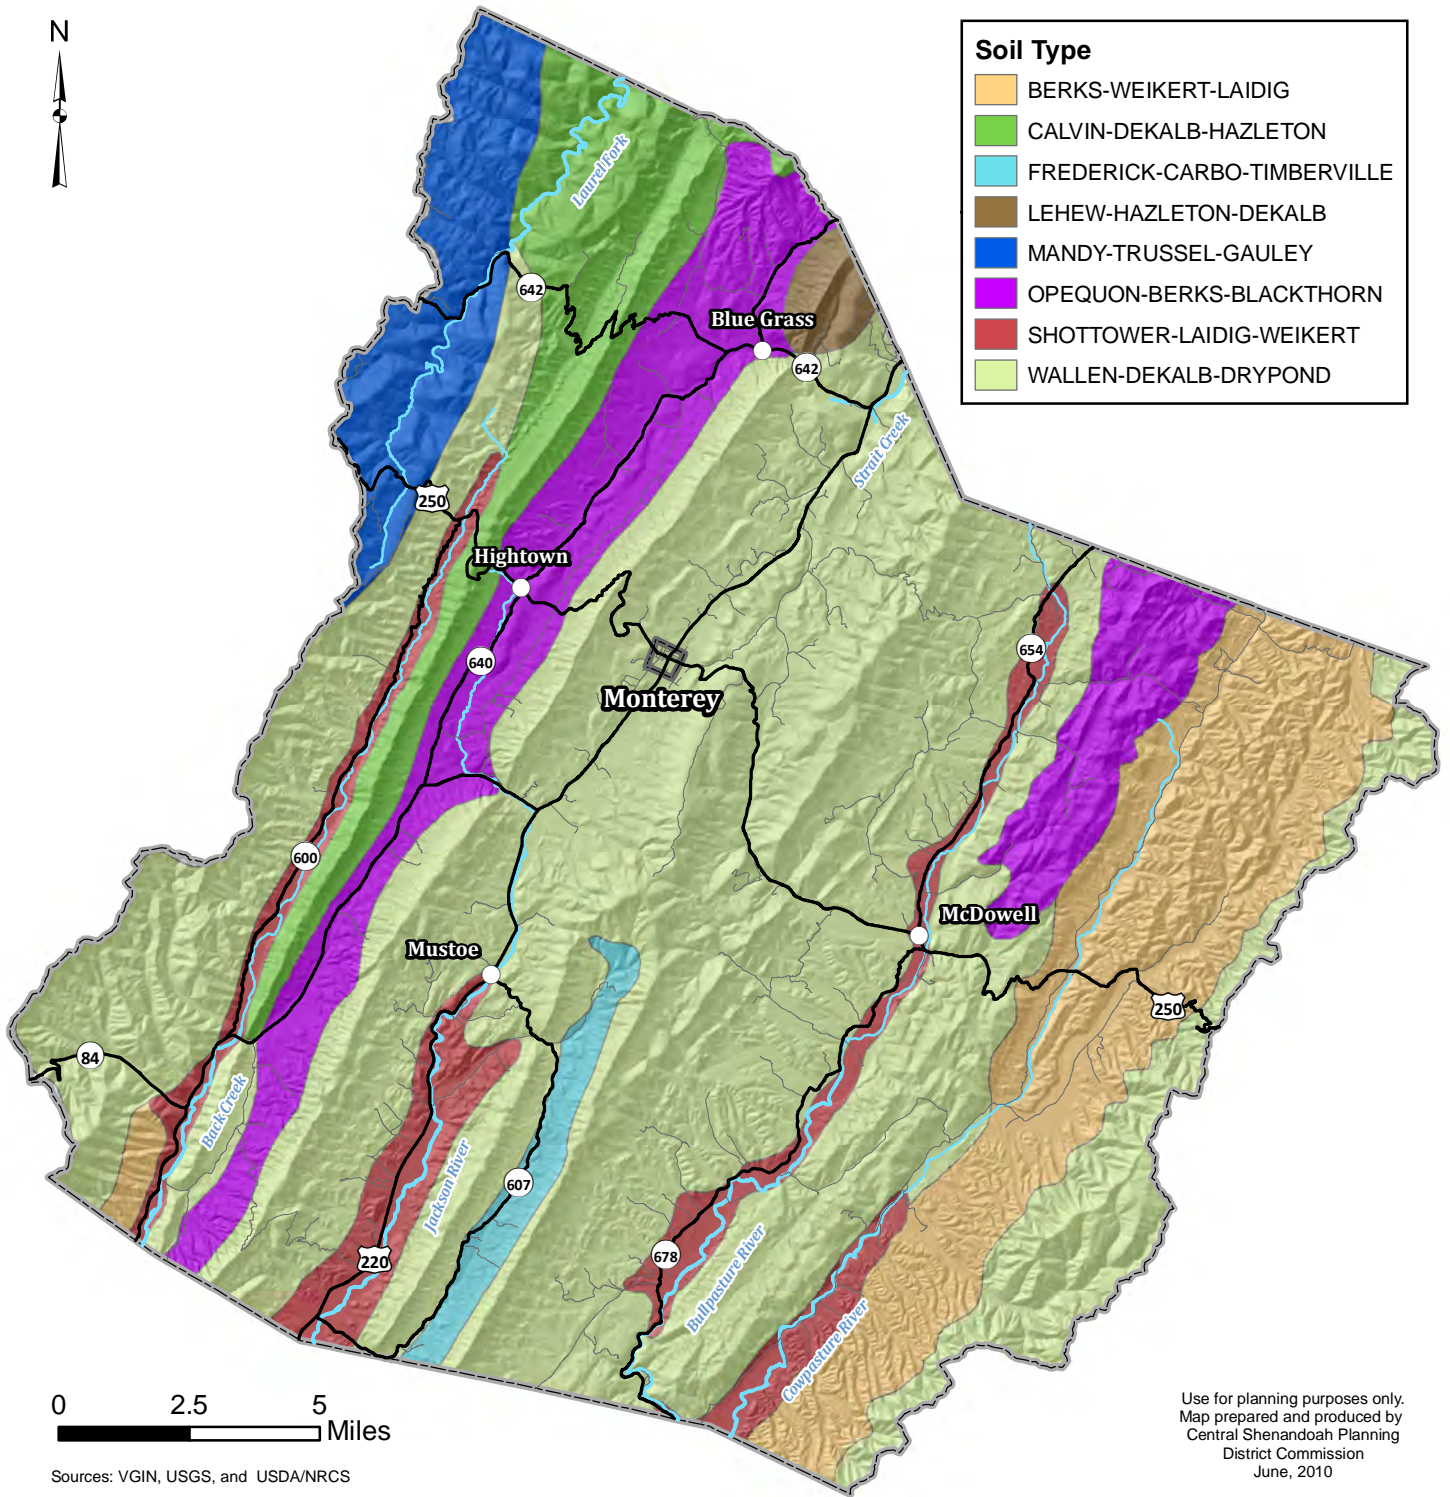 N
Soil Type
BERKS-WEIKERT-LAIDIG
CALVIN-DEKALB-HAZLETON
FREDERICK-CARBO-TIMBERVILLE
LEHEW-HAZLETON-DEKALB
MANDY-TRUSSEL-GAULEY
OPEQUON-BERKS-BLACKTHORN
SHOTTOWER-LAIDIG-WEIKERT
WALLEN-DEKALB-DRYPOND
Laurel Fork
642
Blue Grass
642
Strait Creek
250
Hightown
640
654
Monterey
600
McDowell
Mustoe
250
84
Back Creek
Jackson River
607
220
678
Bullpasture River
Cowpasture River
0 2.5 5
Miles
Sources: VGIN, USGS, and USDA/NRCS
Use for planning purposes only.
Map prepared and produced by
Central Shenandoah Planning
District Commission
June, 2010